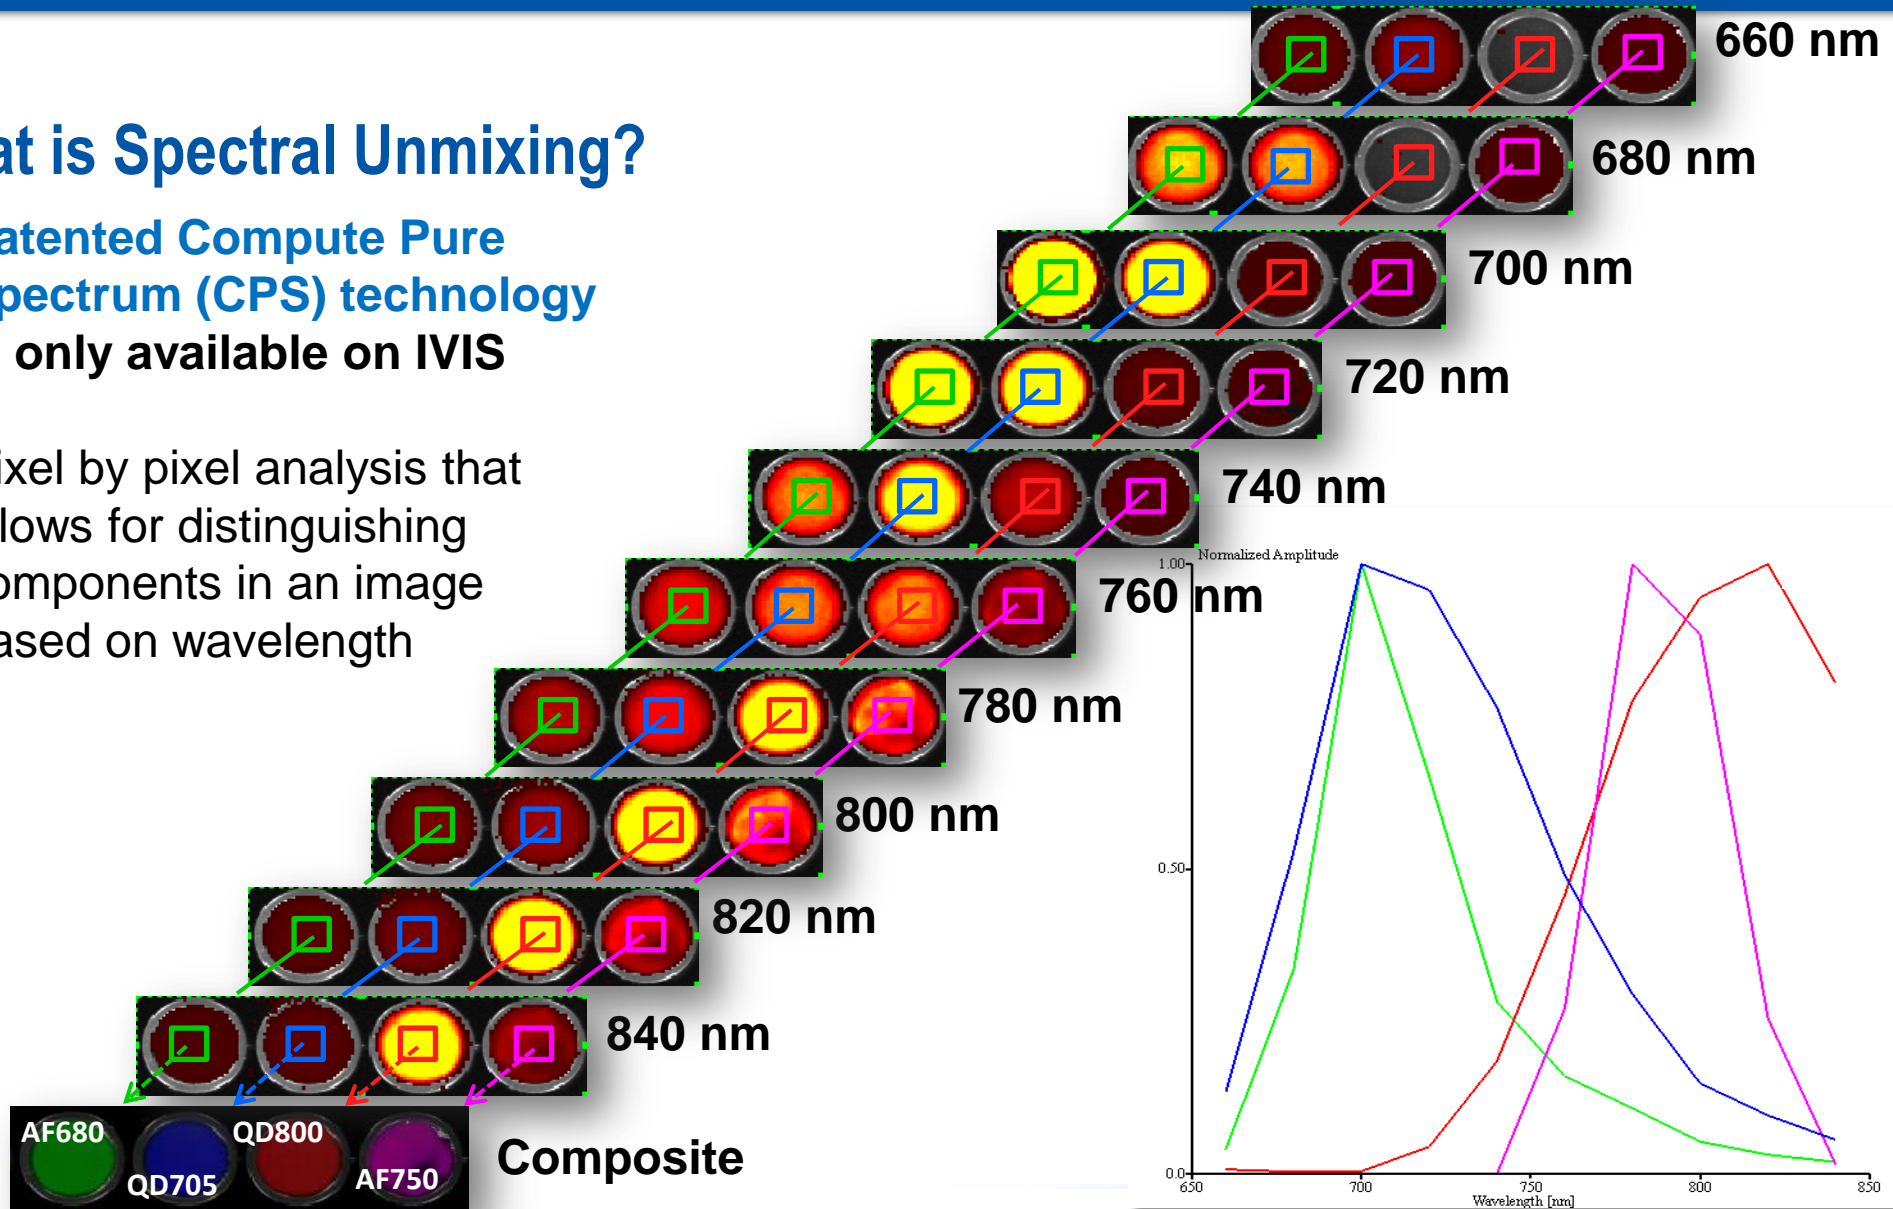 at is Spectral Unmixing?
atented Compute Pure
pectrum (CPS) technology
only available on IVIS
ixel by pixel analysis that
lows for distinguishing
omponents in an image
ased on wavelength
660 nm
680 nm
700 nm
720 nm
740 nm
760 nm
780 nm
800 nm
820 nm
840 nm
Composite
AF680
QD705
QD800
AF750
Normalized Amplitude
1.00
0.50
0.0
650
700
750
800
850
Wavelength [nm]